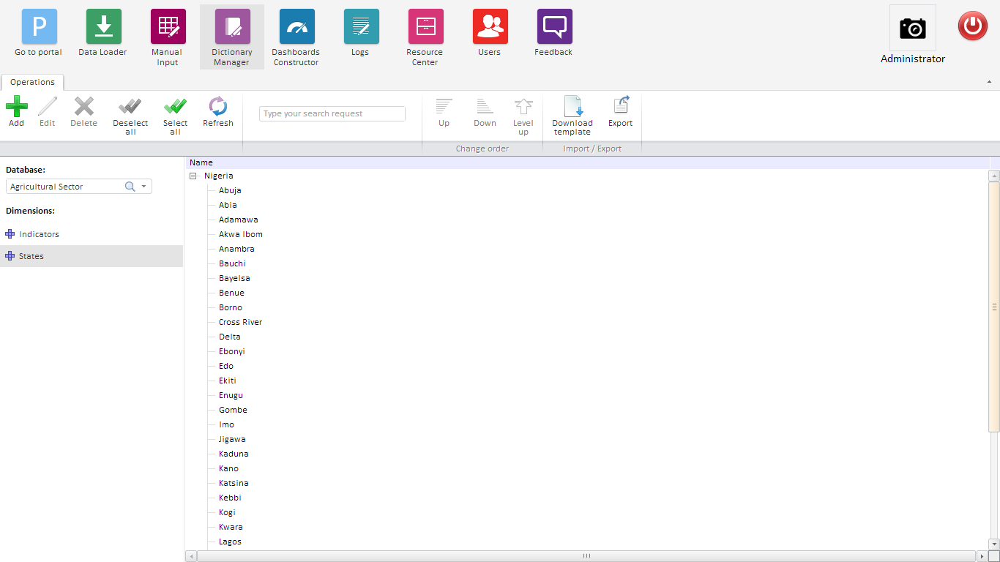 P
Go to portal
Data Loader
Manual
Input
Dictionary
Manager
Dashboards
Constructor
Logs
Resource
Center
Users
Feedback
Administrator
Operations
Add
Edit
Delete
Deselect
all
Select
all
Refresh
Type your search request
Up
Down
Level
up
Download
template
Export
Change order
Import / Export
Database:
Agricultural Sector
Dimensions:
Indicators
States
Name
Nigeria
Abuja
Abia
Adamawa
Akwa Ibom
Anambra
Bauchi
Bayelsa
Benue
Borno
Cross River
Delta
Ebonyi
Edo
Ekiti
Enugu
Gombe
Imo
Jigawa
Kaduna
Kano
Katsina
Kebbi
Kogi
Kwara
Lagos